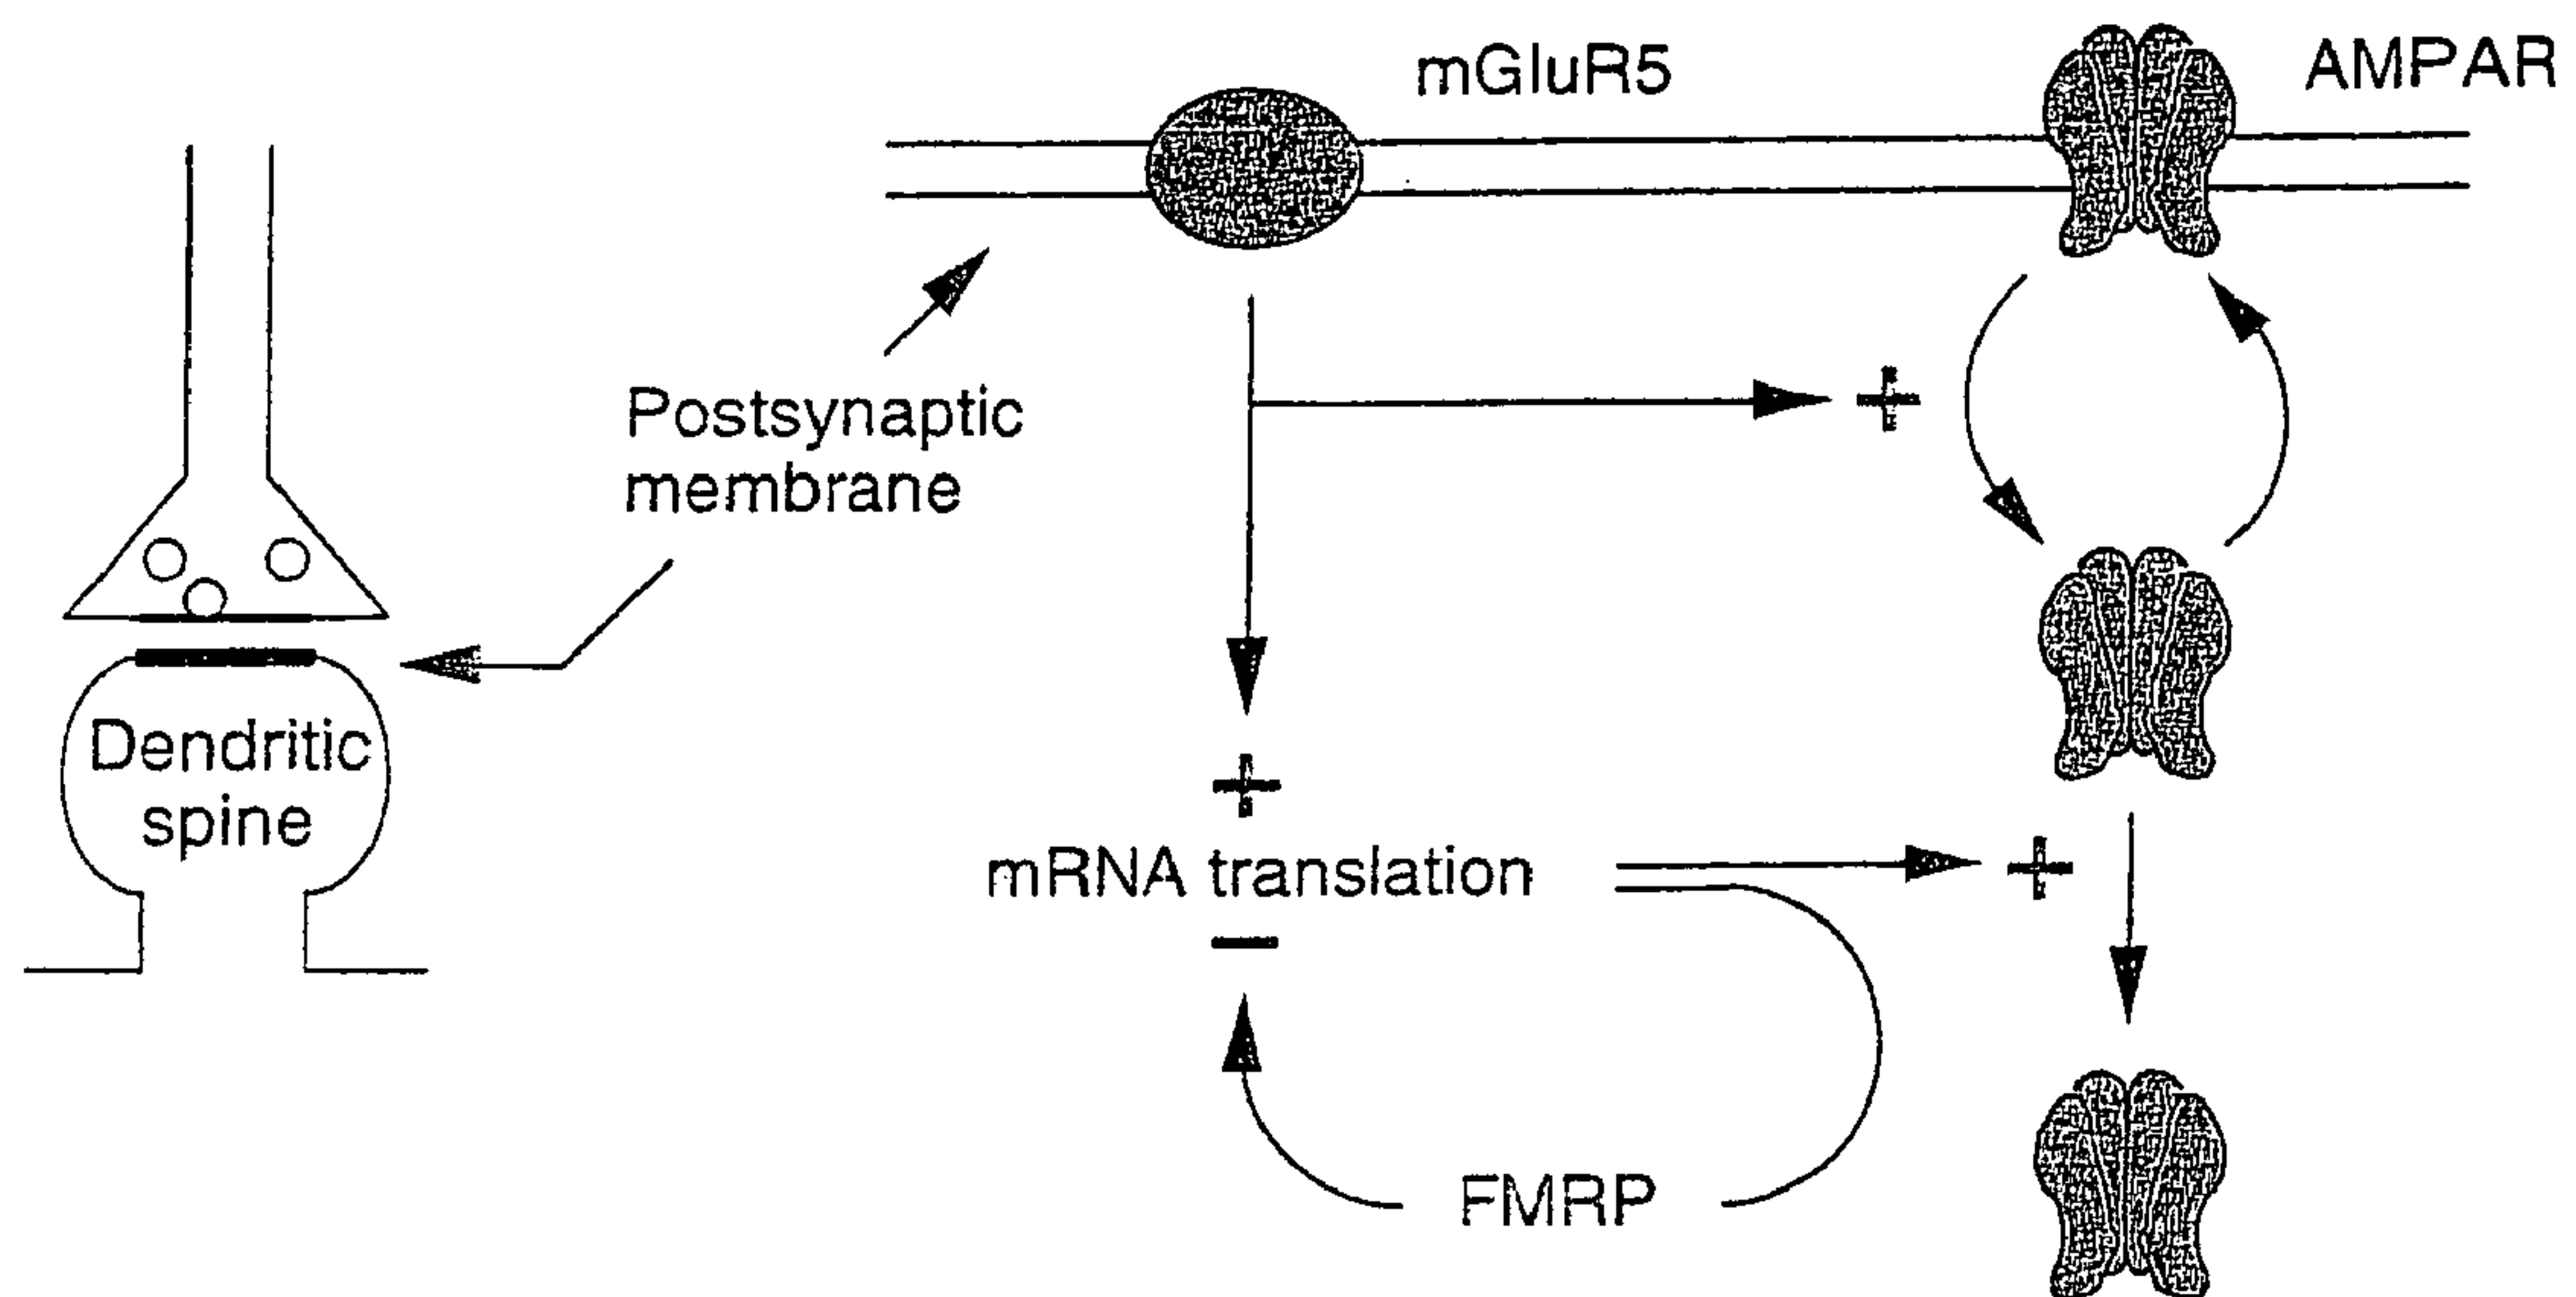 mGluR5
AMPAR
Postsynaptic
membrane
+
Dendritic
spine
+
mRNA translation
+
−
FMRP